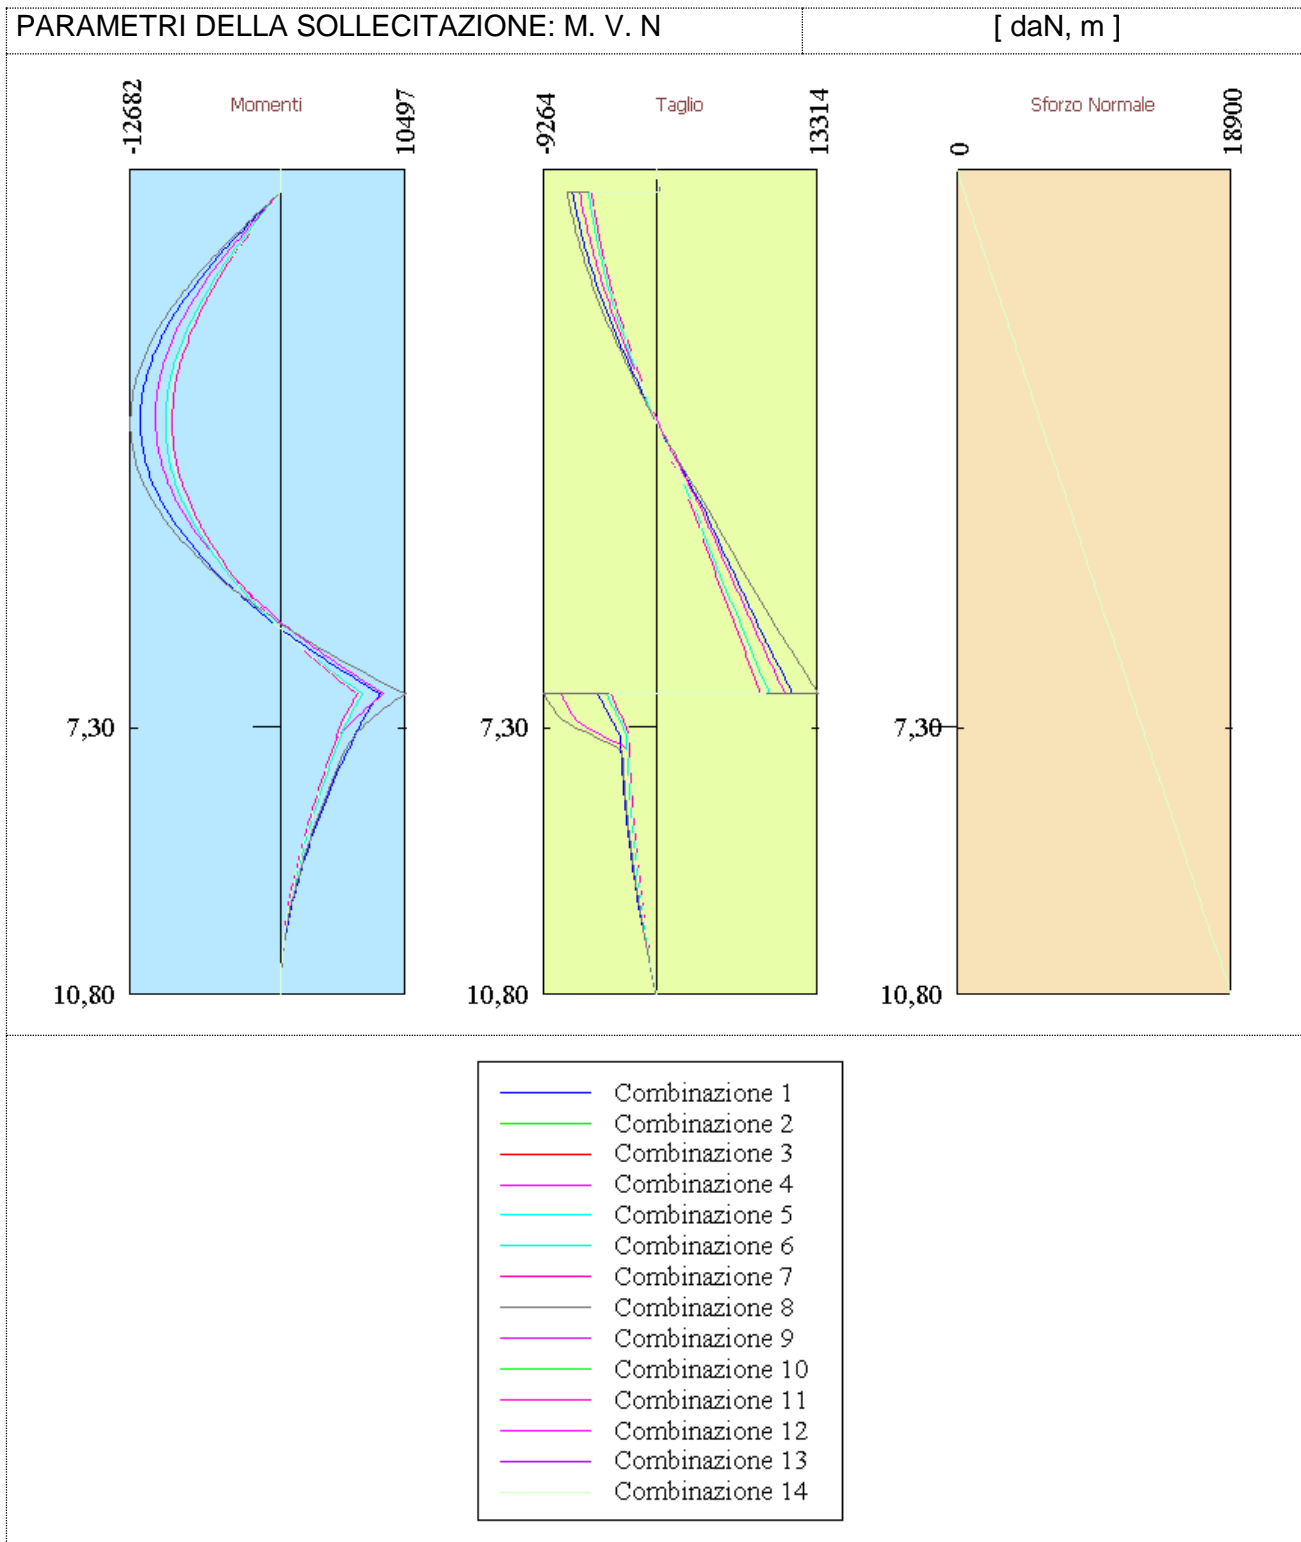 PARAMETRI DELLA SOLLECITAZIONE: M. V. N [ daN, m ]
-12682 Momenti 10497
-9264 Taglio 13314
0 Sforzo Normale 18900
7,30 7,30 7,30
10,80 10,80 10,80
Combinazione 1
Combinazione 2
Combinazione 3
Combinazione 4
Combinazione 5
Combinazione 6
Combinazione 7
Combinazione 8
Combinazione 9
Combinazione 10
Combinazione 11
Combinazione 12
Combinazione 13
Combinazione 14